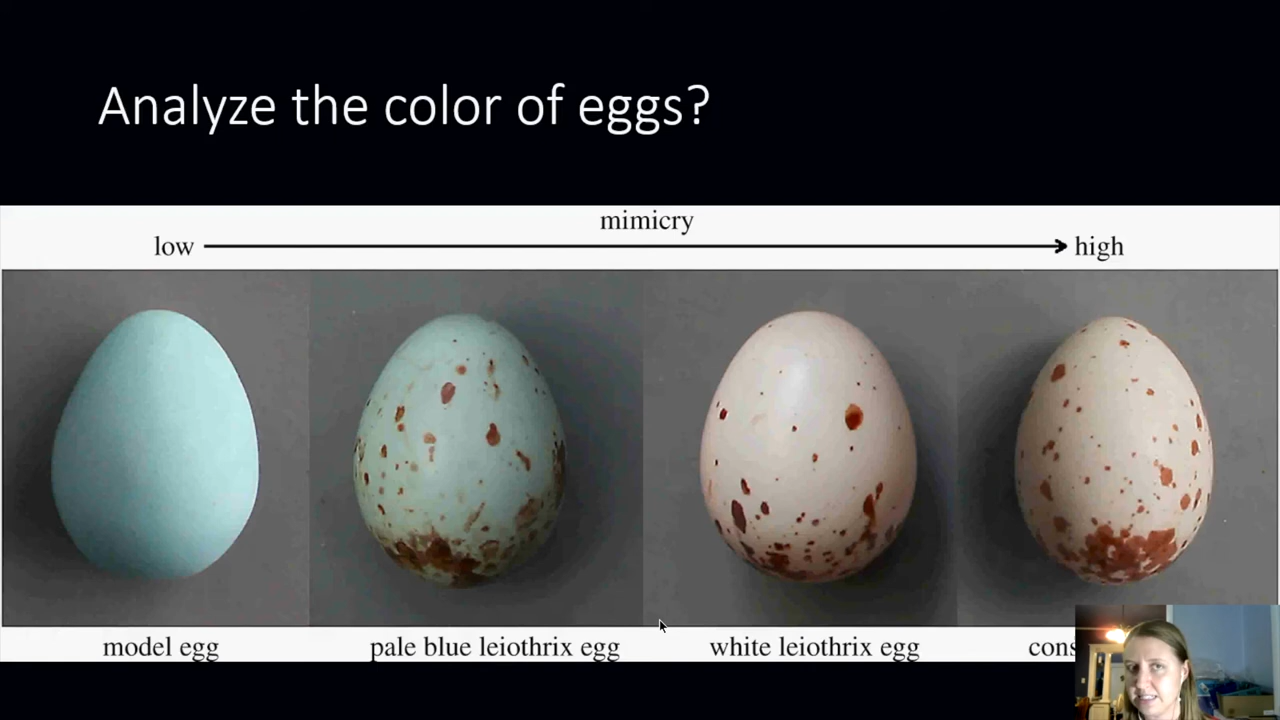 Analyze the color of eggs?
mimicry
low
high
model egg
pale blue leiothrix egg
white leiothrix egg